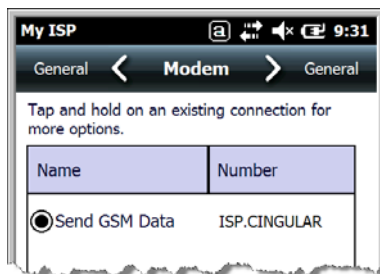 My ISP a 9:31
General Modem General
Tap and hold on an existing connection for
more options.
Name Number
Send GSM Data ISP.CINGULAR